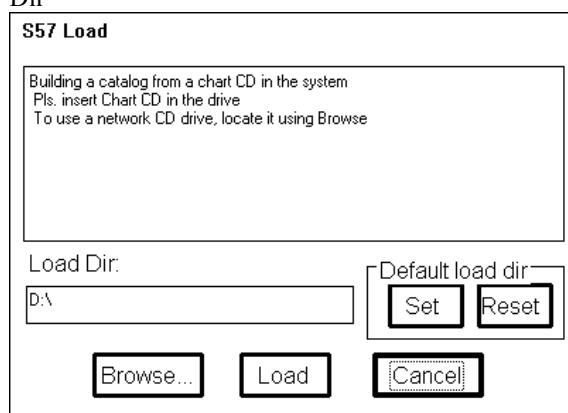 Dir
S57 Load
Building a catalog from a chart CD in the system
Pls. insert Chart CD in the drive
To use a network CD drive, locate it using Browse
Load Dir:
Default load dir
D:\
Set
Reset
Browse...
Load
Cancel